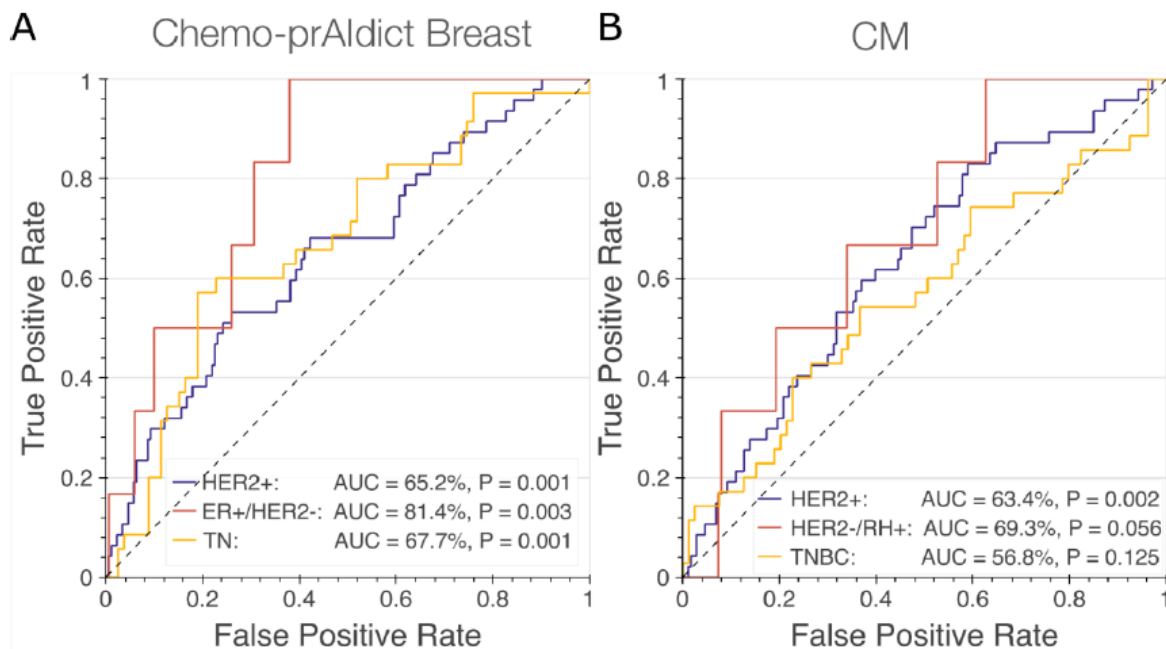 A
Chemo-prAIdict Breast
1
0.8
0.6
0.4
0.2
0
True Positive Rate
HER2+: AUC = 65.2%, P = 0.001
ER+/HER2-: AUC = 81.4%, P = 0.003
TN: AUC = 67.7%, P = 0.001
0 0.2 0.4 0.6 0.8 1
False Positive Rate
B
CM
1
0.8
0.6
0.4
0.2
0
True Positive Rate
HER2+: AUC = 63.4%, P = 0.002
HER2-/RH+: AUC = 69.3%, P = 0.056
TNBC: AUC = 56.8%, P = 0.125
0 0.2 0.4 0.6 0.8 1
False Positive Rate